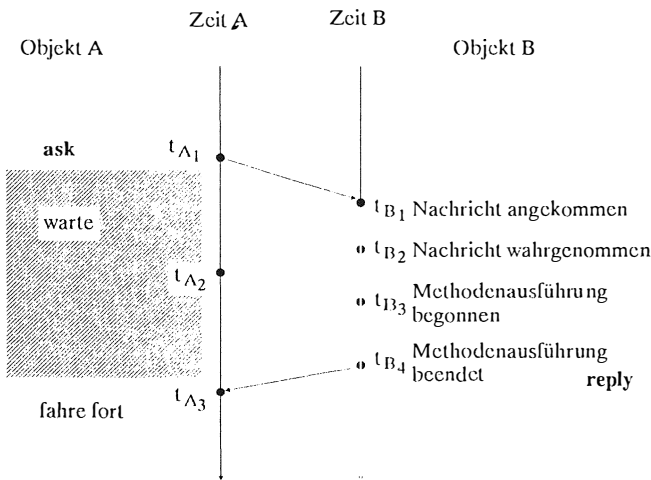 Zeit A
Zeit B
Objekt A
Objekt B
ask
tA1
warte
tB1 Nachricht angekommen
tB2 Nachricht wahrgenommen
tA2
tB3 Methodenausführung
begonnen
tB4 Methodenausführung
beendet
reply
tA3
fahre fort